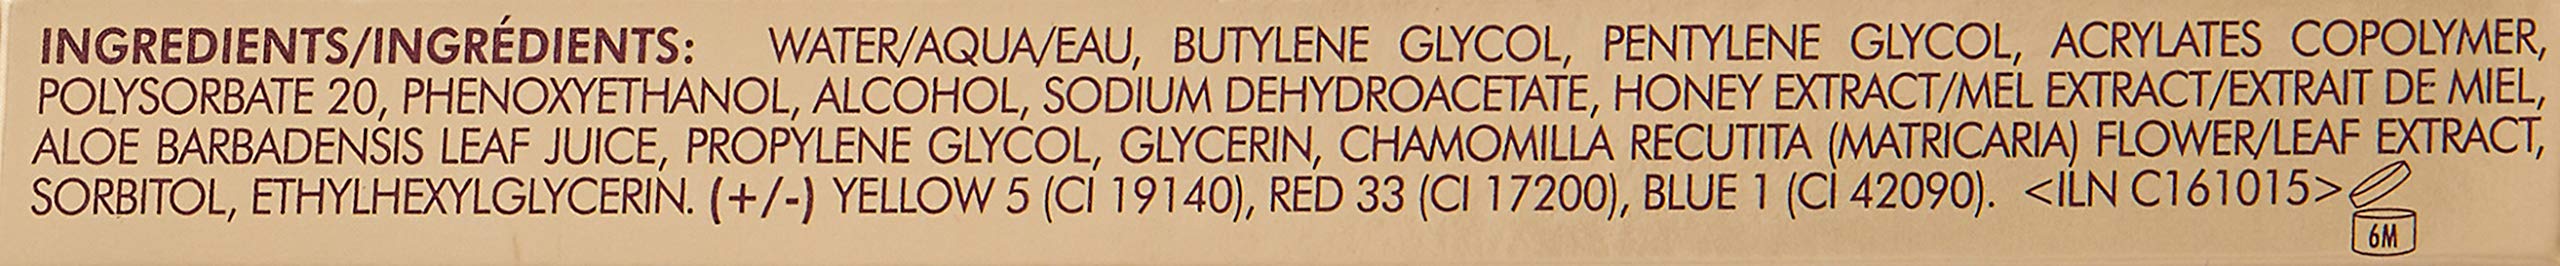 INGREDIENTS/INGRÉDIENTS: WATER/AQUA/EAU, BUTYLENE GLYCOL, PENTYLENE GLYCOL, ACRYLATES COPOLYMER,
POLYSORBATE 20, PHENOXYETHANOL, ALCOHOL, SODIUM DEHYDROACETATE, HONEY EXTRACT/MEL EXTRACT/EXTRAIT DE MIEL,
ALOE BARBADENSIS LEAF JUICE, PROPYLENE GLYCOL, GLYCERIN, CHAMOMILLA RECUTITA (MATRICARIA) FLOWER/LEAF EXTRACT,
SORBITOL, ETHYLHEXYLGLYCERIN. (+/-) YELLOW 5 (CI 19140), RED 33 (CI 17200), BLUE 1 (CI 42090). <ILN C161015>
6M